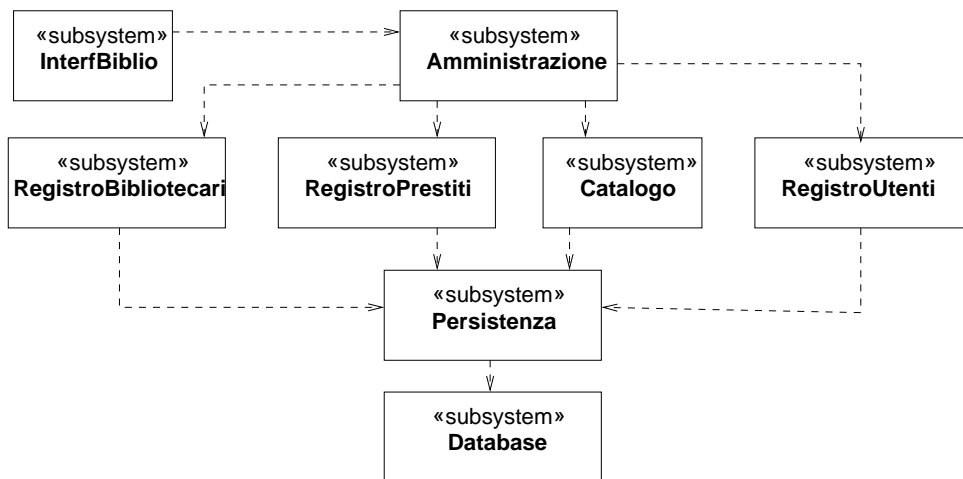 «subsystem»
InterfBiblio
«subsystem»
Amministrazione
«subsystem»
RegistroBibliotecari
«subsystem»
RegistroPrestiti
«subsystem»
Catalogo
«subsystem»
RegistroUtenti
«subsystem»
Persistenza
«subsystem»
Database